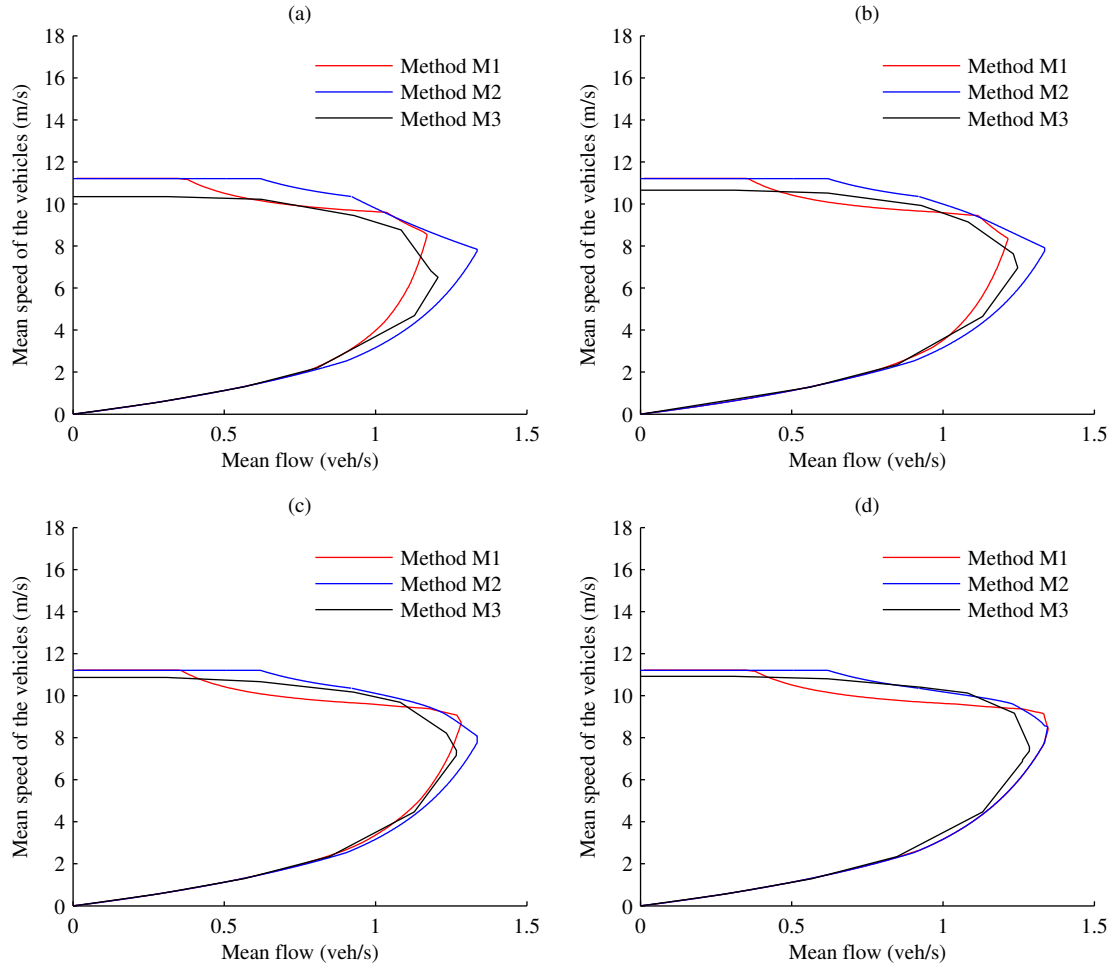 (a)
18
16
14
12
10
8
6
4
2
0
Mean speed of the vehicles (m/s)
Method M1
Method M2
Method M3
0 0.5 1 1.5
Mean flow (veh/s)
(b)
18
16
14
12
10
8
6
4
2
0
Mean speed of the vehicles (m/s)
Method M1
Method M2
Method M3
0 0.5 1 1.5
Mean flow (veh/s)
(c)
18
16
14
12
10
8
6
4
2
0
Mean speed of the vehicles (m/s)
Method M1
Method M2
Method M3
0 0.5 1 1.5
Mean flow (veh/s)
(d)
18
16
14
12
10
8
6
4
2
0
Mean speed of the vehicles (m/s)
Method M1
Method M2
Method M3
0 0.5 1 1.5
Mean flow (veh/s)